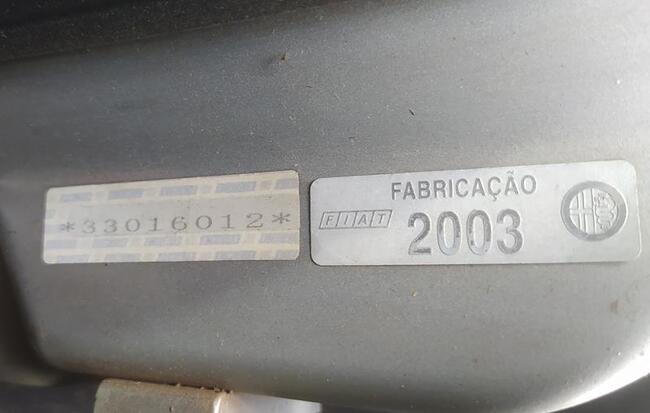 *33016012*
FABRICAÇÃO
FIAT
2003